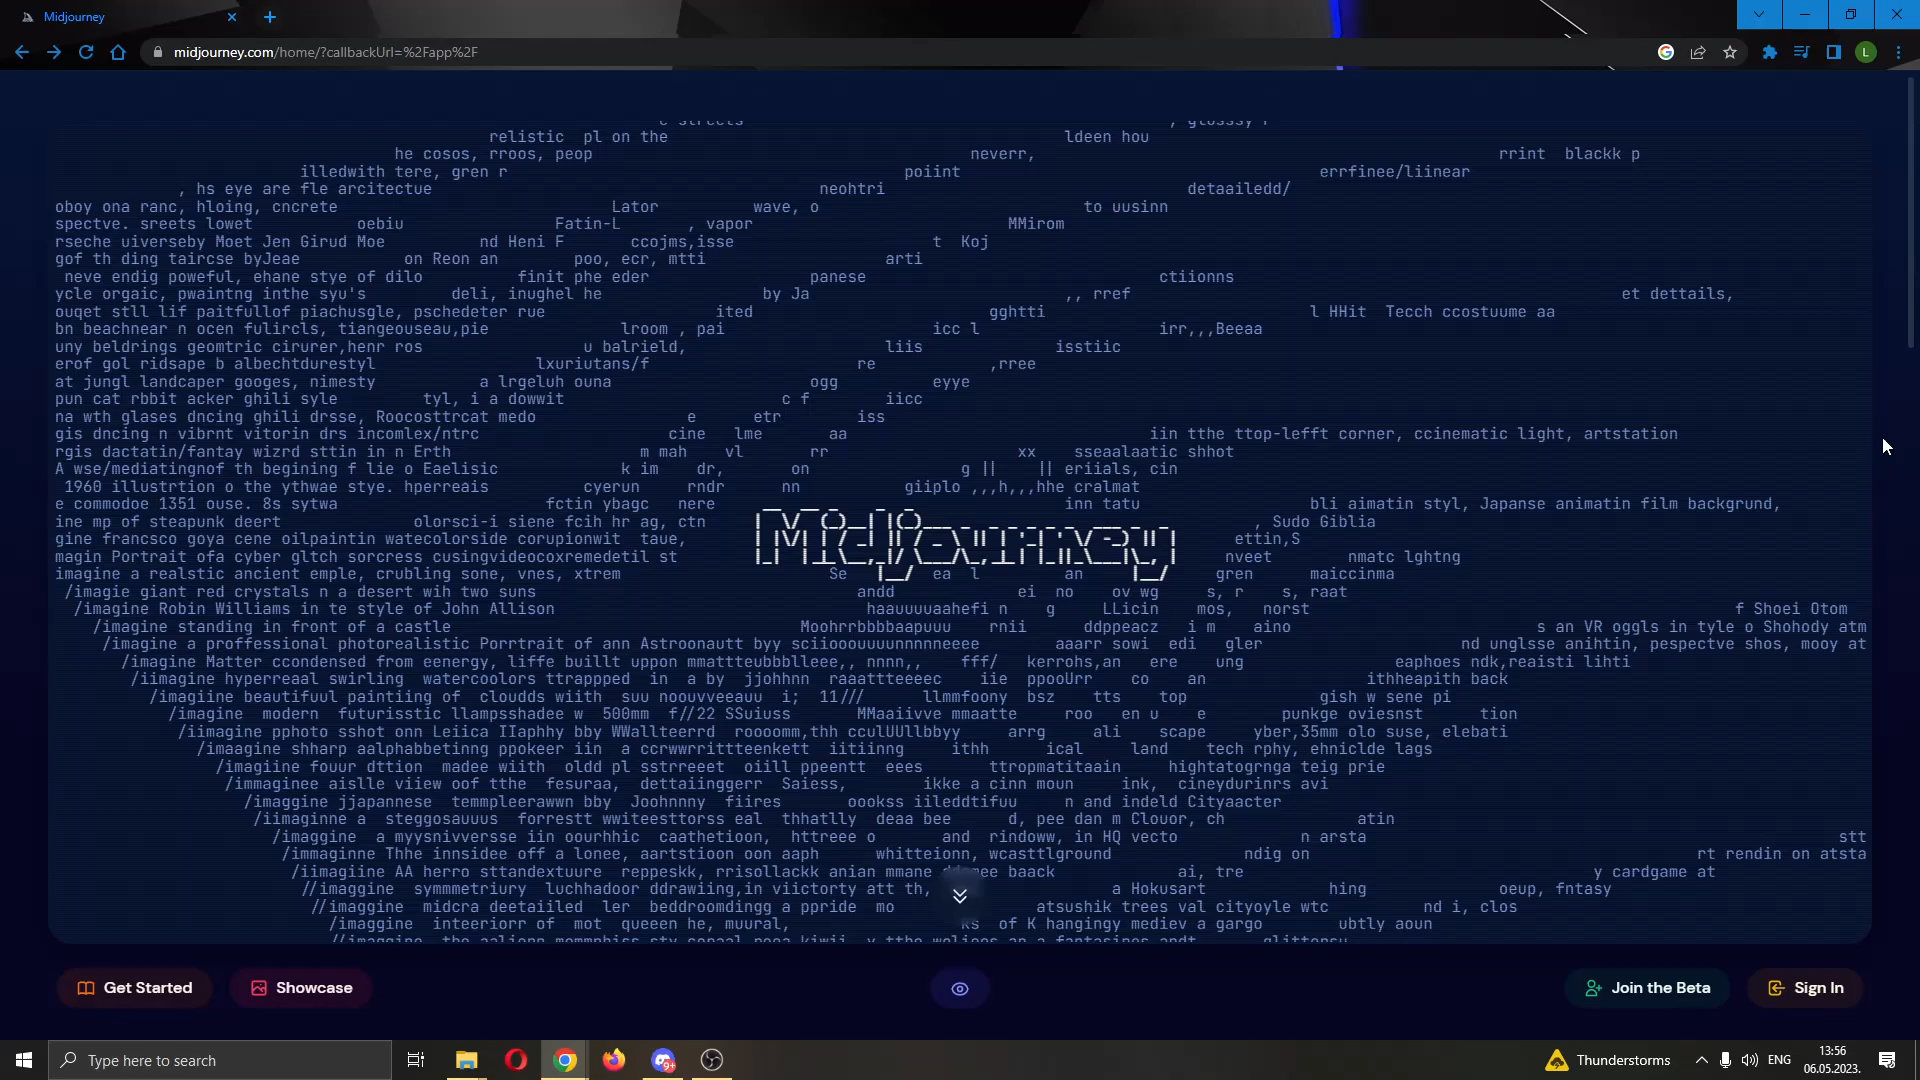 Midjourney
midjourney.com/home/?callbackUrl=%2Fapp%2F
L
relistic pl on the ldeen hou
he cosos, rroos, peop neverr, rrint blackk p
illedwith tere, gren r poiint errfinee/liinear
, hs eye are fle arcitectue neohtri detaailedd/
oboy ona ranc, hloing, cncrete Lator wave, o to uusinn
spectve. sreets lowet oebiu Fatin-L , vapor MMirom
rseche uiverseby Moet Jen Girud Moe nd Heni F ccojms,isse t Koj
gof th ding taircse byJeae on Reon an poo, ecr, mtti arti
neve endig poweful, ehane stye of dilo finit phe eder panese ctiionns
ycle orgaic, pwaintng inthe syu's deli, inughel he by Ja ,, rref et dettails,
ouqet stll lif paitfullof piachusgle, pschedeter rue ited gghtti l HHit Tecch ccostuume aa
bn beachnear n ocen fulircls, tiangeouseau,pie lroom , pai icc l irr,,,Beeaa
uny beldrings geomtric cirurer,henr ros u balrield, liis isstiic
erof gol ridsape b albechtdurestyl lxuriutans/f re ,rree
at jungl landcaper googes, nimesty a lrgeluh ouna ogg eyye
pun cat rbbit acker ghili syle tyl, i a dowwit c f iicc
na wth glases dncing ghili drsse, Roocosttrcat medo e etr iss
gis dncing n vibrnt vitorin drs incomlex/ntrc cine lme aa iin tthe ttop-lefft corner, ccinematic light, artstation
rgis dactatin/fantay wizrd sttin in n Erth m mah vl rr xx sseaalaatic shhot
A wse/mediatingnof th begining f lie o Eaelisic k im dr, on g || || eriials, cin
1960 illustrtion o the ythwae stye. hperreais cyerun rndr nn giiplo ,,,h,,,hhe cralmat
e commodoe 1351 ouse. 8s sytwa fctin ybagc nere inn tatu bli aimatin styl, Japanse animatin film backgrund,
ine mp of steapunk deert olorsci-i siene fcih hr ag, ctn , Sudo Giblia
gine francsco goya cene oilpaintin watecolorside corupionwit taue, ettin,S
magin Portrait ofa cyber gltch sorcress cusingvideocoxremedetil st nveet nmatc lghtng
Midjourney
imagine a realstic ancient emple, crubling sone, vnes, xtrem Se ea l an gren maiccinma
/imagie giant red crystals n a desert wih two suns andd ei no ov wg s, r s, raat
/imagine Robin Williams in te style of John Allison haauuuuaahefi n g LLicin mos, norst f Shoei Otom
/imagine standing in front of a castle Moohrrbbbbaapuuu rnii ddppeacz i m aino s an VR oggls in tyle o Shohody atm
/imagine a proffessional photorealistic Porrtrait of ann Astroonautt byy sciiooouuuunnnnneeee aaarr sowi edi gler nd unglsse anihtin, pespectve shos, mooy at
/imagine Matter ccondensed from eenergy, liffe buillt uppon mmattteubbblleee,, nnnn,, fff/ kerrohs,an ere ung eaphoes ndk,reaisti lihti
/iimagine hyperreaal swirling watercoolors ttrappped in a by jjohhnn raaattteeeec iie ppooUrr co an ithheapith back
/imagiine beautifuul paintiing of cloudds wiith suu noouvveeauu i; 11/// llmmfoony bsz tts top gish w sene pi
/imagine modern futurisstic llampsshadee w 500mm f//22 SSuiuss MMaaiivve mmaatte roo en u e punkge oviesnst tion
/iimagine pphoto sshot onn Leiica IIaphhy bby WWallteerrd roooomm,thh cculUUllbbyy arrg ali scape yber,35mm olo suse, elebati
/imaagine shharp aalphabbetinng ppokeer iin a ccrwwrrittteenkett iitiinng ithh ical land tech rphy, ehniclde lags
/imagiine fouur dttion madee wiith oldd pl sstrreeet oiill ppeentt eees ttropmatitaain hightatogrnga teig prie
/immaginee aislle viiew oof tthe fesuraa, dettaiinggerr Saiess, ikke a cinn moun ink, cineydurinrs avi
/imaggine jjapannese temmpleerawwn bby Joohnnny fiires oookss iileddtifuu n and indeld Cityaacter
/iimaginne a steggosauuus forrestt wwiteesttorss eal thhatlly deaa bee d, pee dan m Clouor, ch atin
/imaggine a myysnivversse iin oourhhic caathetioon, httreee o and rindoww, in HQ vecto n arsta stt
/immaginne Thhe innsidee off a lonee, aartstioon oon aaph whitteionn, wcasttlground ndig on rt rendin on atsta
/iimagiine AA herro sttandextuure reppeskk, rrisollackk anian mmane baack ai, tre y cardgame at
//imaggine symmmetriury luchhadoor ddrawiing,in viictorty att th, a Hokusart hing oeup, fntasy
//imaggine midcra deetaiiled ler beddroomdingg a ppride mo atsushik trees val cityoyle wtc nd i, clos
/imaggine inteeriorr of mot queeen he, muural, ks of K hangingy mediev a gargo ubtly aoun
Get Started
Showcase
Join the Beta
Sign In
Type here to search
9+
Thunderstorms
ENG
13:56
06.05.2023.